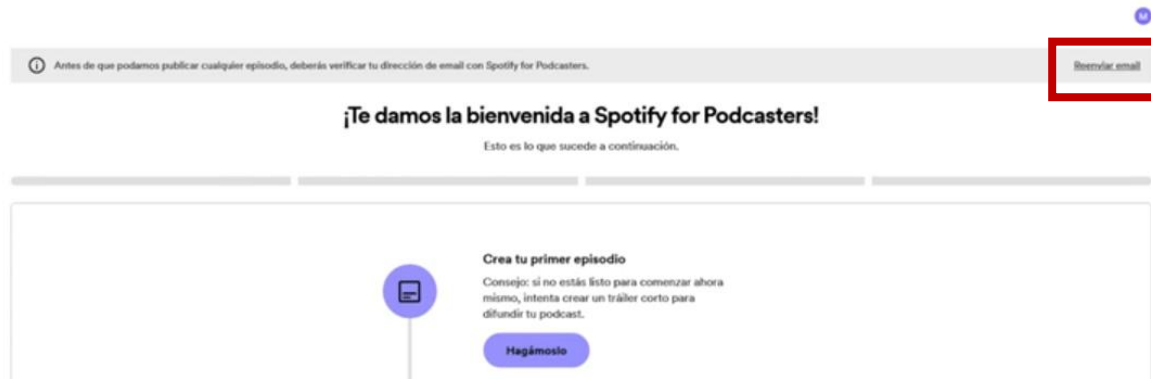 M
Antes de que podamos publicar cualquier episodio, deberás verificar tu dirección de email con Spotify for Podcasters.
Reenviar email
¡Te damos la bienvenida a Spotify for Podcasters!
Esto es lo que sucede a continuación.
Crea tu primer episodio
Consejo: si no estás listo para comenzar ahora
mismo, intenta crear un tráiler corto para
difundir tu podcast.
Hagámoslo